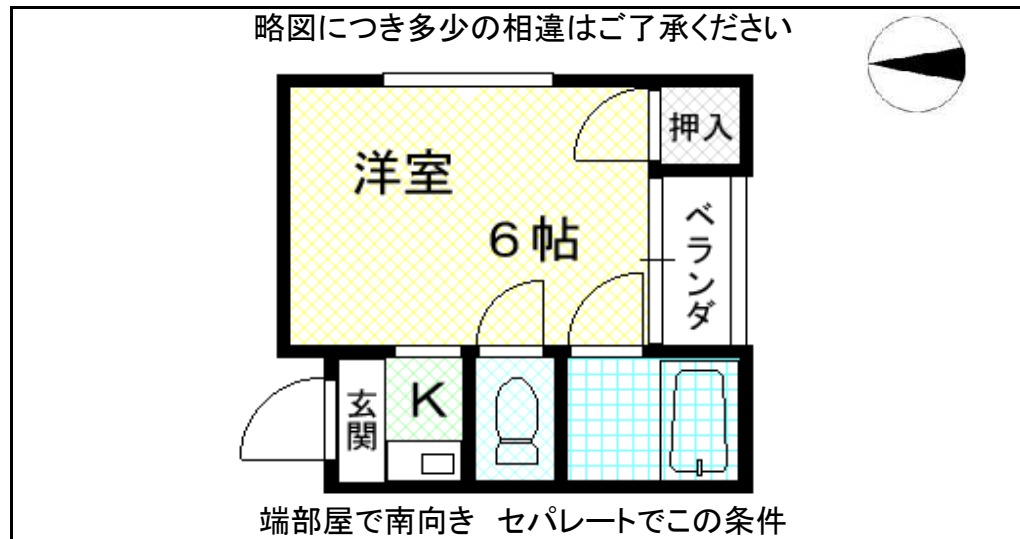 略図につき多少の相違はご了承ください
押入
洋室
6帖
ベランダ
玄関
K
端部屋で南向き セパレートでこの条件